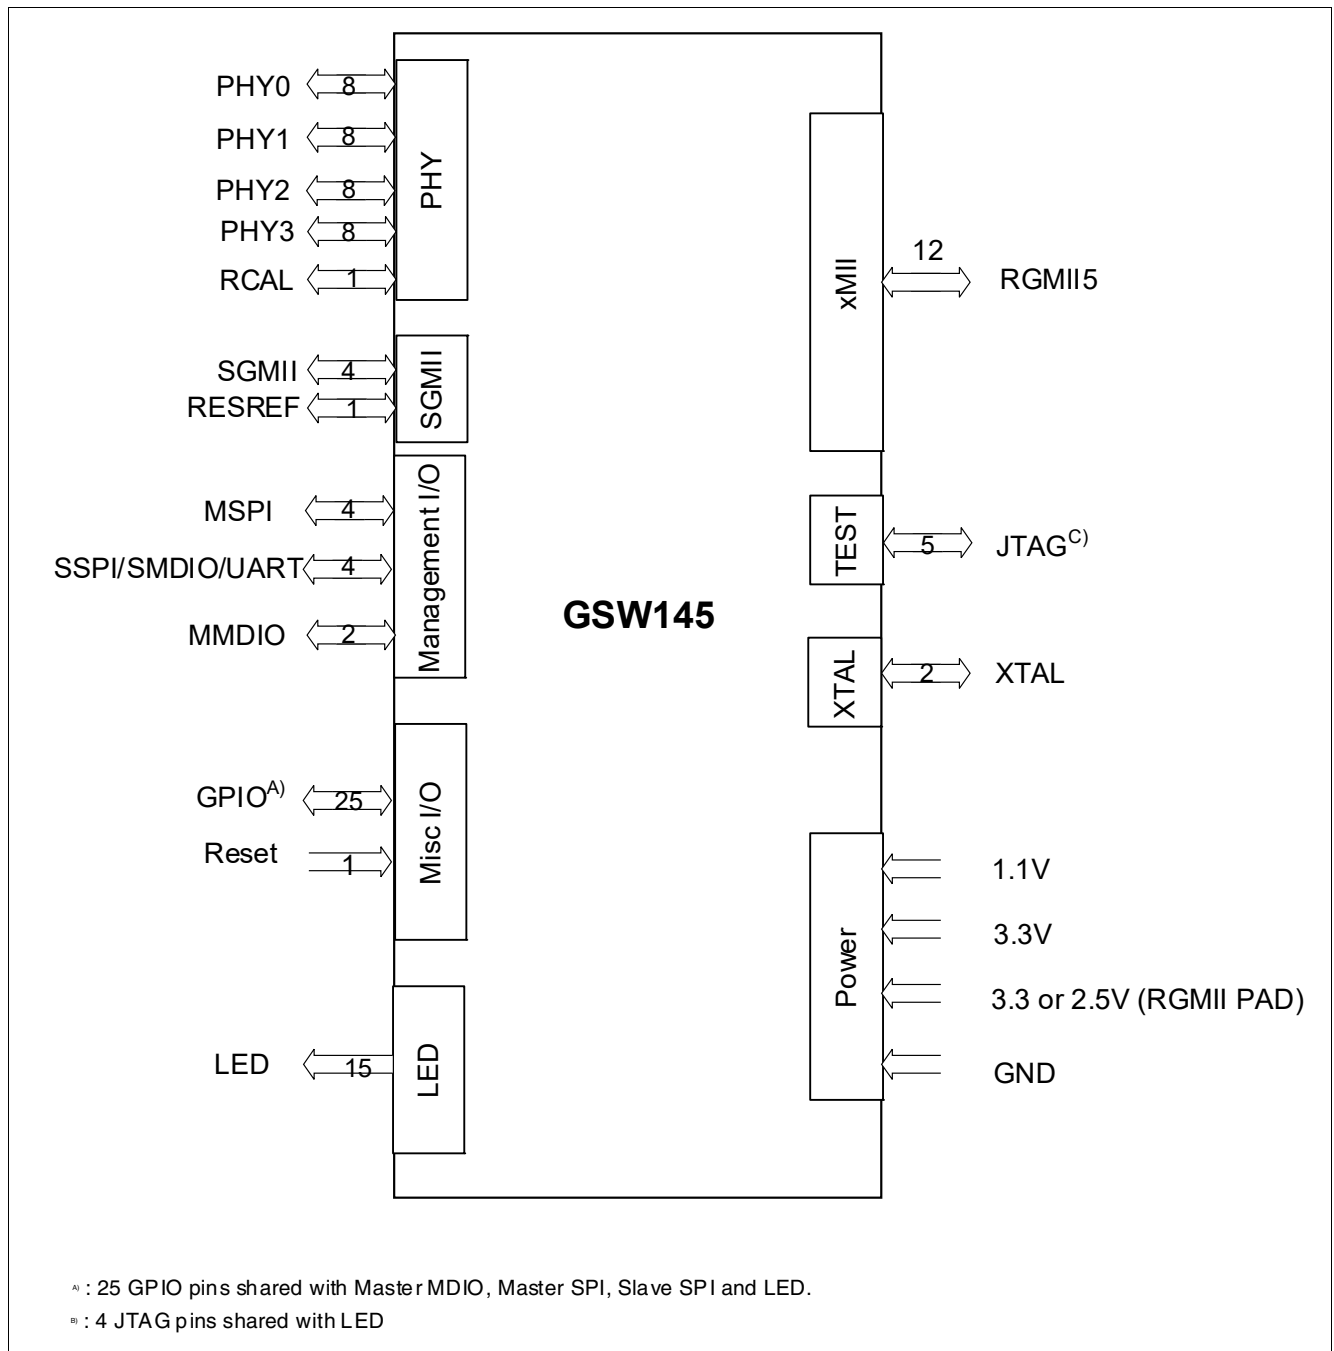 PHY0 8
PHY1 8
PHY2 8
PHY3 8
RCAL 1
PHY
SGMII 4
RESREF 1
SGMII
MSPI 4
SSPI/SMDIO/UART 4
MMDIO 2
Management I/O
GPIO A) 25
Reset 1
Misc I/O
LED 15
LED
GSW145
xMII
12
RGMII5
TEST
5 JTAG C)
XTAL
2 XTAL
Power
1.1V
3.3V
3.3 or 2.5V (RGMII PAD)
GND
A) : 25 GPIO pins shared with Master MDIO, Master SPI, Slave SPI and LED.
B) : 4 JTAG pins shared with LED